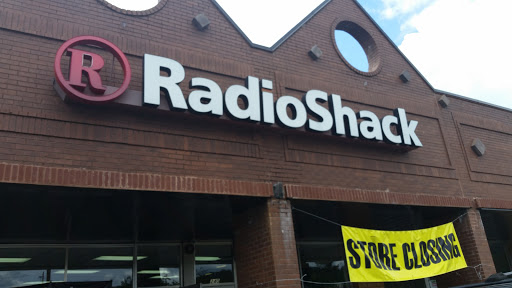 R RadioShack
STORE CLOSING